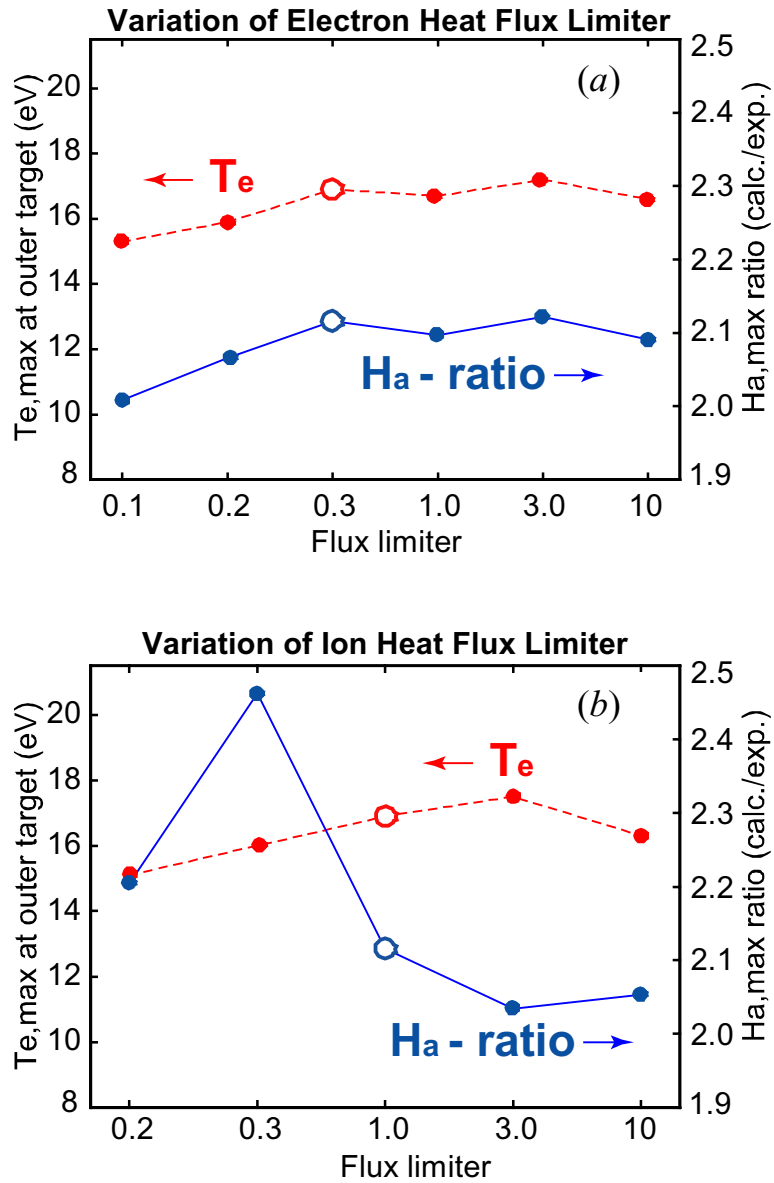 Variation of Electron Heat Flux Limiter
(a)
Te,max at outer target (eV)
20
18
16
14
12
10
8
Te
Ha - ratio
2.5
2.4
2.3
2.2
2.1
2.0
1.9
Ha,max ratio (calc./exp.)
0.1 0.2 0.3 1.0 3.0 10
Flux limiter
Variation of Ion Heat Flux Limiter
(b)
Te,max at outer target (eV)
20
18
16
14
12
10
8
Te
Ha - ratio
2.5
2.4
2.3
2.2
2.1
2.0
1.9
Ha,max ratio (calc./exp.)
0.2 0.3 1.0 3.0 10
Flux limiter